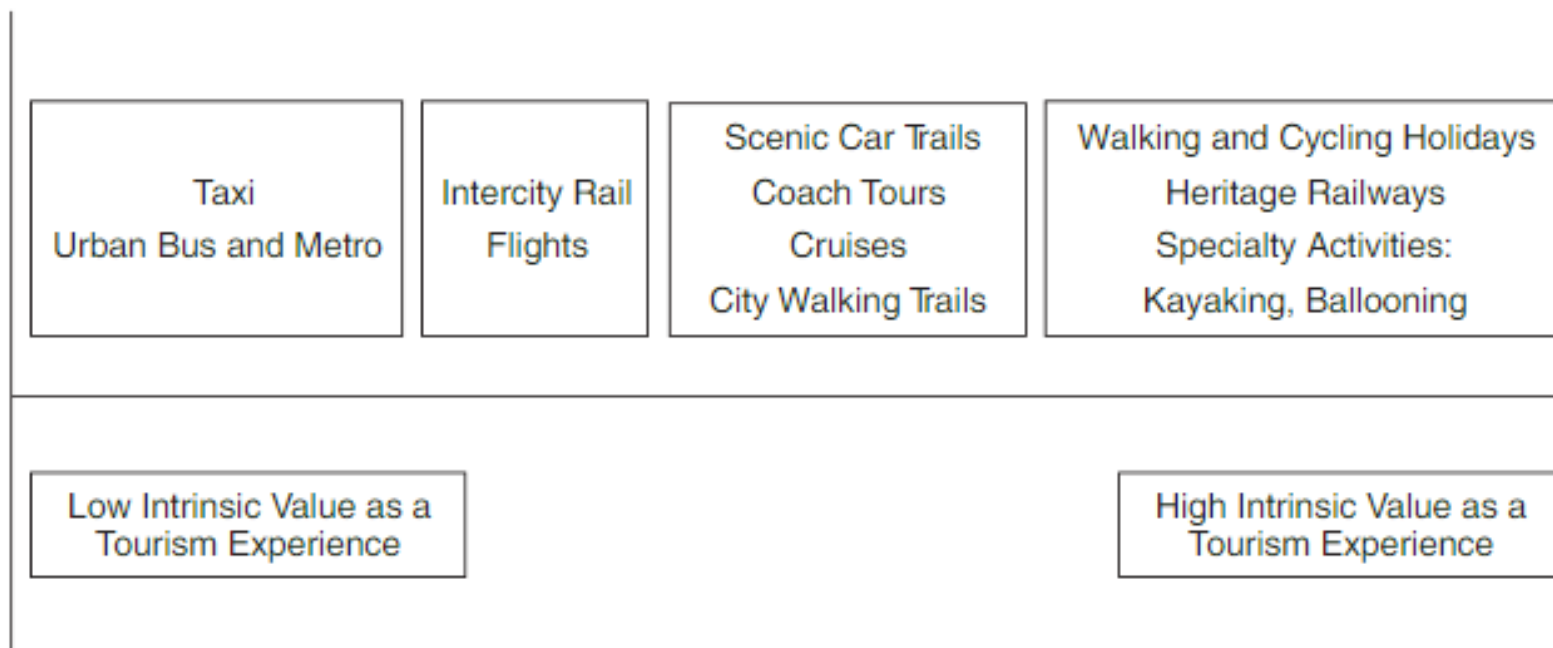 Taxi
Urban Bus and Metro
Intercity Rail
Flights
Scenic Car Trails
Coach Tours
Cruises
City Walking Trails
Walking and Cycling Holidays
Heritage Railways
Specialty Activities:
Kayaking, Ballooning
Low Intrinsic Value as a
Tourism Experience
High Intrinsic Value as a
Tourism Experience